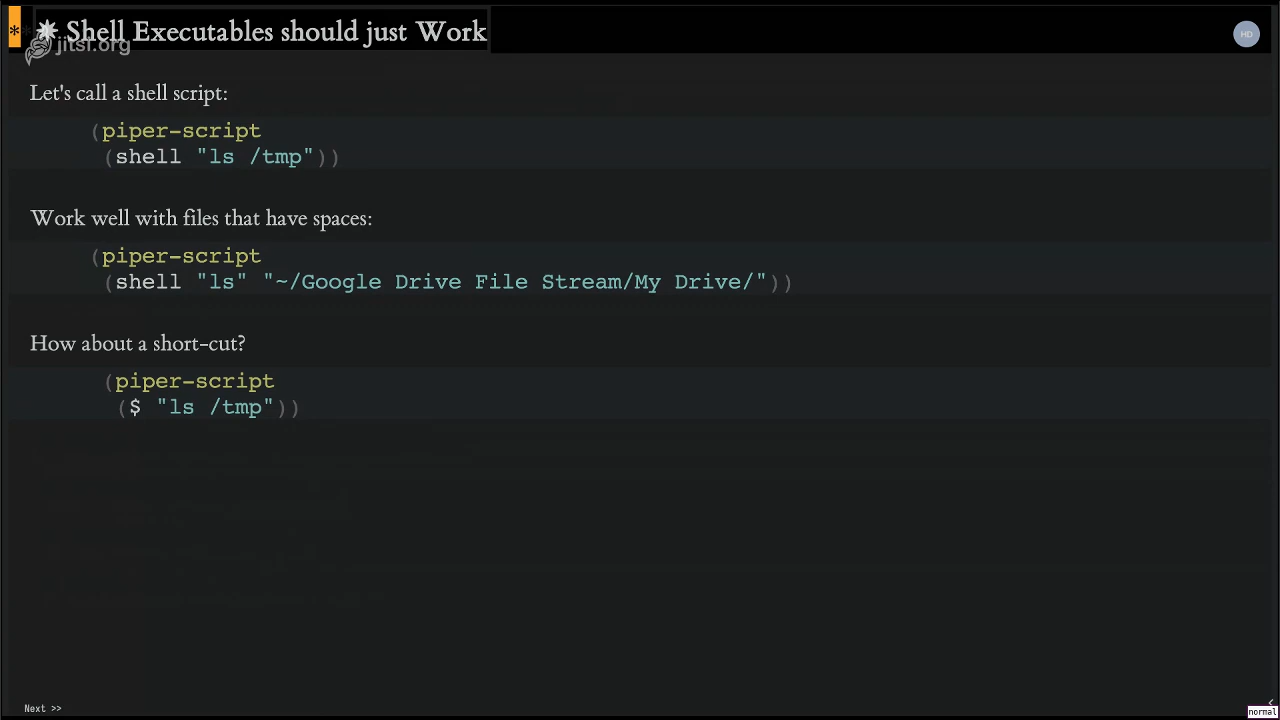 * ✷ Shell Executables should just Work
jitsi.org
HD
Let's call a shell script:
(piper-script
(shell "ls /tmp"))
Work well with files that have spaces:
(piper-script
(shell "ls" "~/Google Drive File Stream/My Drive/"))
How about a short-cut?
(piper-script
($ "ls /tmp"))
Next >>
normal